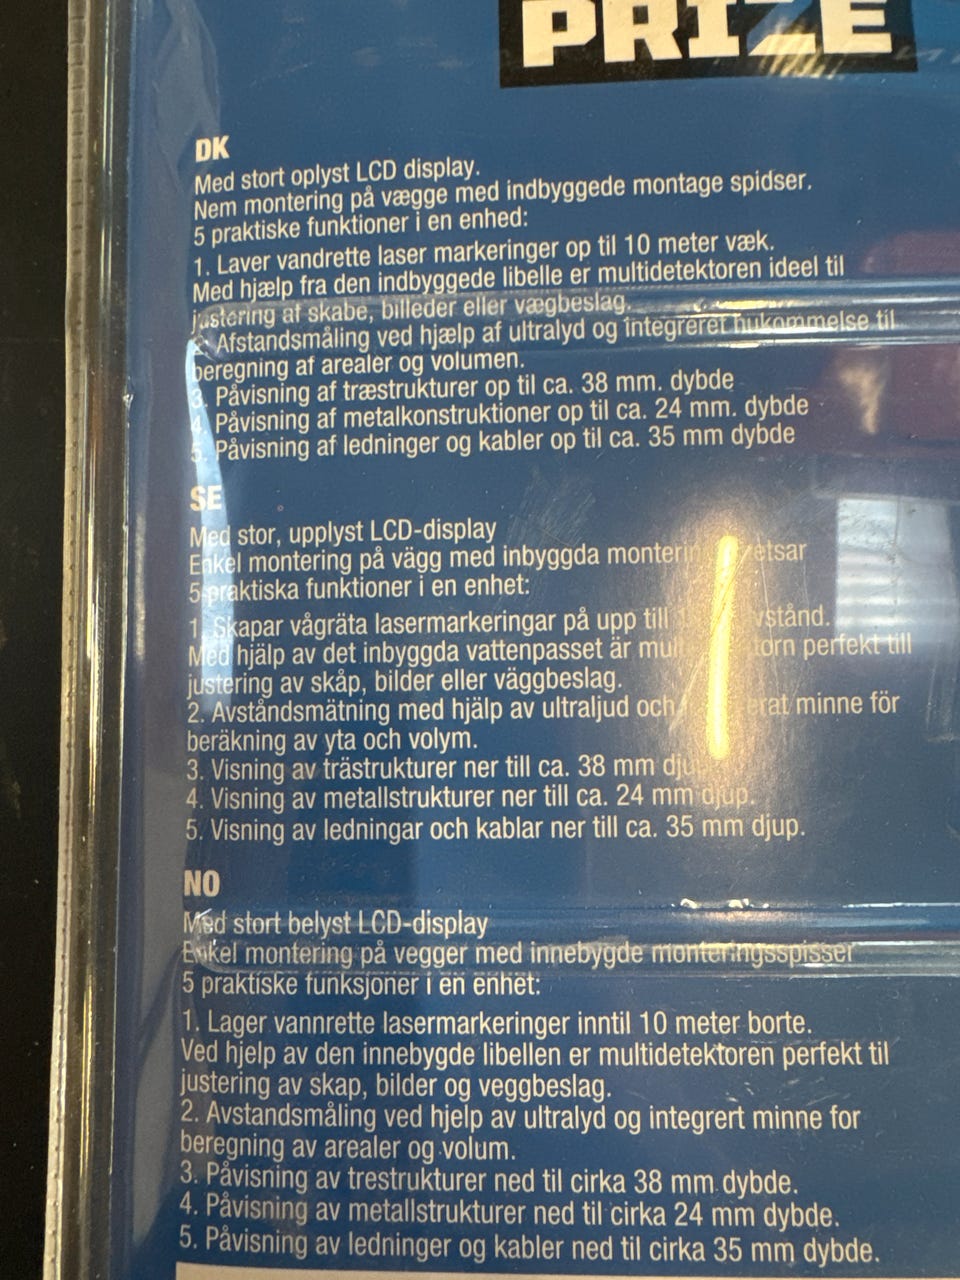 PRIZE
DK
Med stort oplyst LCD display.
Nem montering på vægge med indbyggede montage spidser.
5 praktiske funktioner i en enhed:
1. Laver vandrette laser markeringer op til 10 meter væk.
Med hjælp fra den indbyggede libelle er multidetektoren ideel til
justering af skabe, billeder eller vægbeslag.
2. Afstandsmåling ved hjælp af ultralyd og integreret hukommelse til
beregning af arealer og volumen.
3. Påvisning af træstrukturer op til ca. 38 mm. dybde
4. Påvisning af metalkonstruktioner op til ca. 24 mm. dybde
5. Påvisning af ledninger og kabler op til ca. 35 mm dybde
SE
Med stor, upplyst LCD-display
Enkel montering på vägg med inbyggda
5 praktiska funktioner i en enhet:
1. Skapar vågräta lasermarkeringar på upp till
Med hjälp av det inbyggda vattenpasset är perfekt till
justering av skåp, bilder eller väggbeslag.
2. Avståndsmätning med hjälp av ultraljud och minne för
beräkning av yta och volym.
3. Visning av trästrukturer ner till ca. 38 mm
4. Visning av metallstrukturer ner till ca. 24 mm djup.
5. Visning av ledningar och kablar ner till ca. 35 mm djup.
NO
Med stort belyst LCD-display
Enkel montering på vegger med innebygde monteringsspisser
5 praktiske funksjoner i en enhet:
1. Lager vannrette lasermarkeringer inntil 10 meter borte.
Ved hjelp av den innebygde libellen er multidetektoren perfekt til
justering av skap, bilder og veggbeslag.
2. Avstandsmåling ved hjelp av ultralyd og integrert minne for
beregning av arealer og volum.
3. Påvisning av trestrukturer ned til cirka 38 mm dybde.
4. Påvisning av metallstrukturer ned til cirka 24 mm dybde.
5. Påvisning av ledninger og kabler ned til cirka 35 mm dybde.